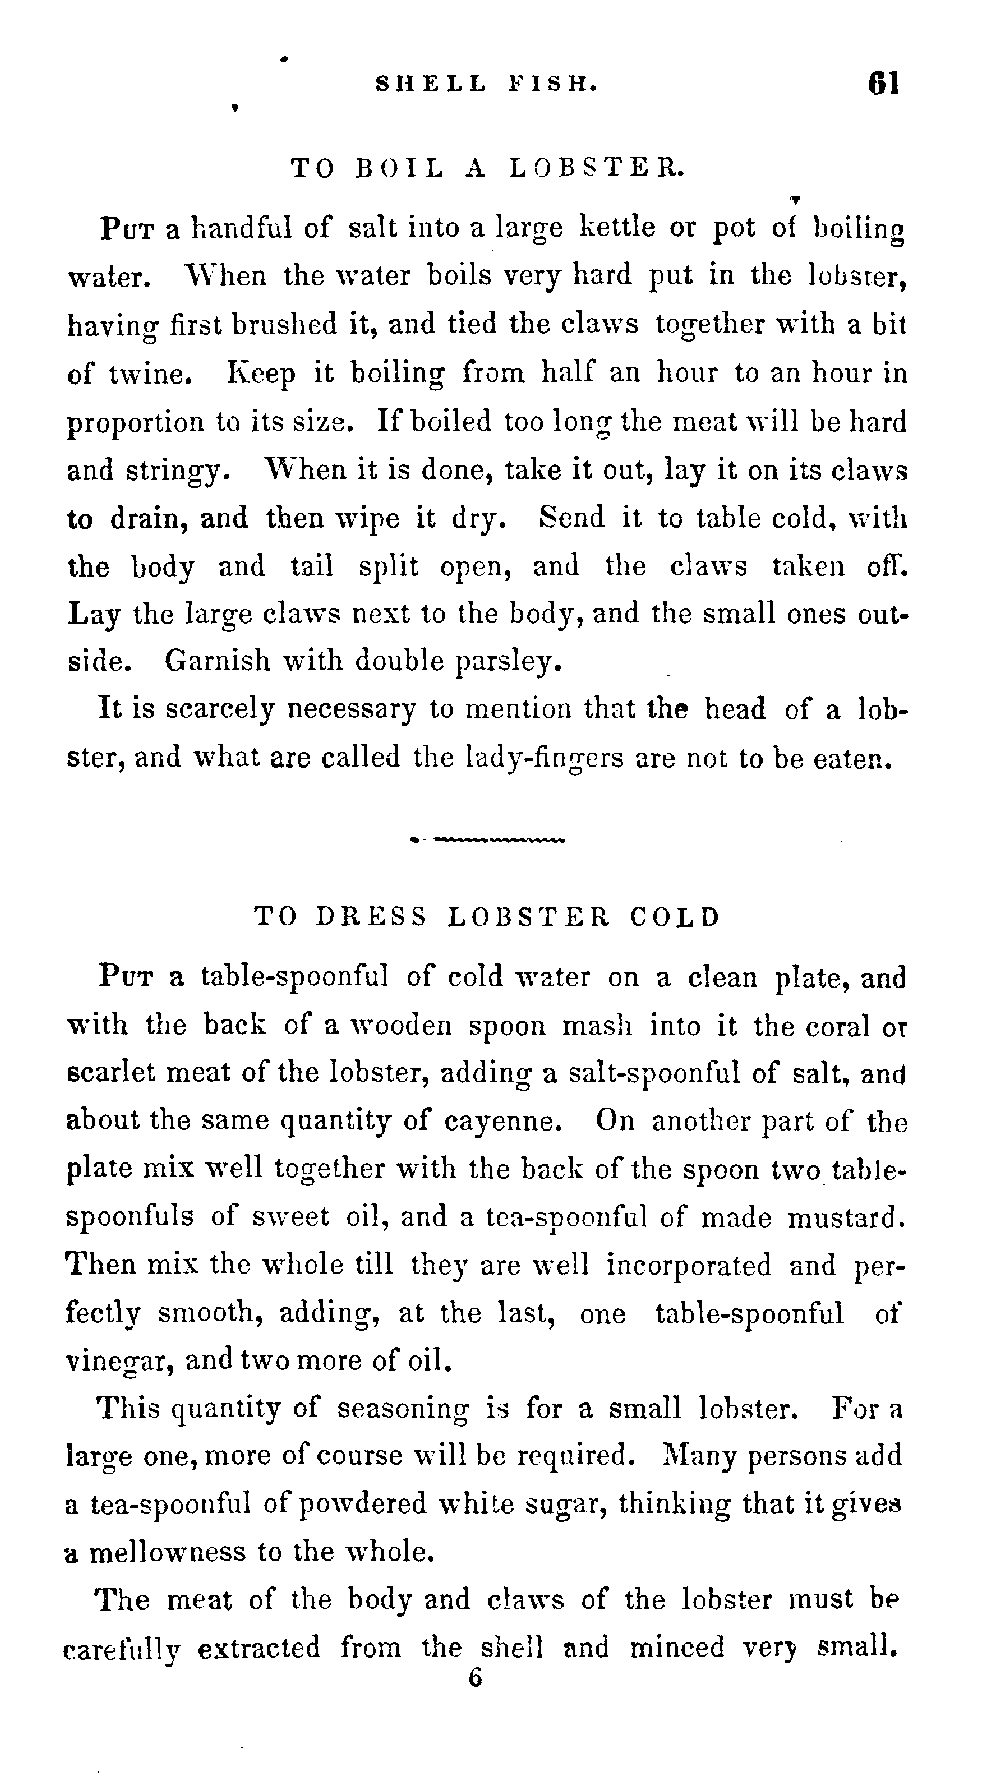 SHELL FISH. 61
TO BOIL A LOBSTER.
PUT a handful of salt into a large kettle or pot of boiling
water. When the water boils very hard put in the lobster,
having first brushed it, and tied the claws together with a bit
of twine. Keep it boiling from half an hour to an hour in
proportion to its size. If boiled too long the meat will be hard
and stringy. When it is done, take it out, lay it on its claws
to drain, and then wipe it dry. Send it to table cold, with
the body and tail split open, and the claws taken off.
Lay the large claws next to the body, and the small ones out-
side. Garnish with double parsley.
It is scarcely necessary to mention that the head of a lob-
ster, and what are called the lady-fingers are not to be eaten.
TO DRESS LOBSTER COLD
PUT a table-spoonful of cold water on a clean plate, and
with the back of a wooden spoon mash into it the coral or
scarlet meat of the lobster, adding a salt-spoonful of salt, and
about the same quantity of cayenne. On another part of the
plate mix well together with the back of the spoon two table-
spoonfuls of sweet oil, and a tea-spoonful of made mustard.
Then mix the whole till they are well incorporated and per-
fectly smooth, adding, at the last, one table-spoonful of
vinegar, and two more of oil.
This quantity of seasoning is for a small lobster. For a
large one, more of course will be required. Many persons add
a tea-spoonful of powdered white sugar, thinking that it gives
a mellowness to the whole.
The meat of the body and claws of the lobster must be
carefully extracted from the shell and minced very small.
6